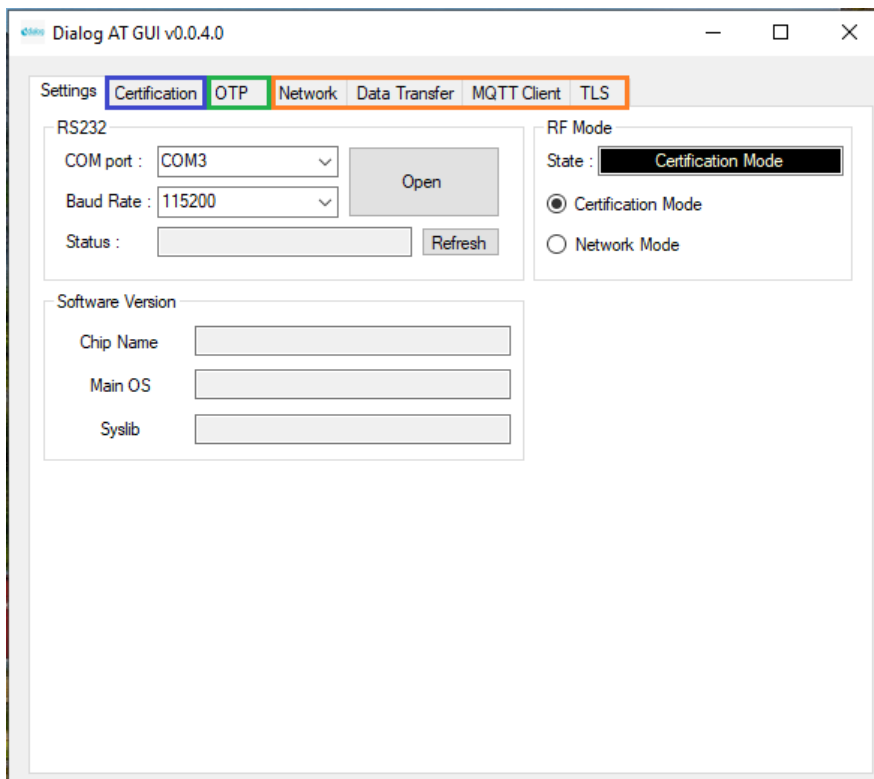 Dialog AT GUI v0.0.4.0
Settings Certification OTP Network Data Transfer MQTT Client TLS
RS232
COM port : COM3
Open
Baud Rate : 115200
Status :
Refresh
RF Mode
State : Certification Mode
Certification Mode
Network Mode
Software Version
Chip Name
Main OS
Syslib